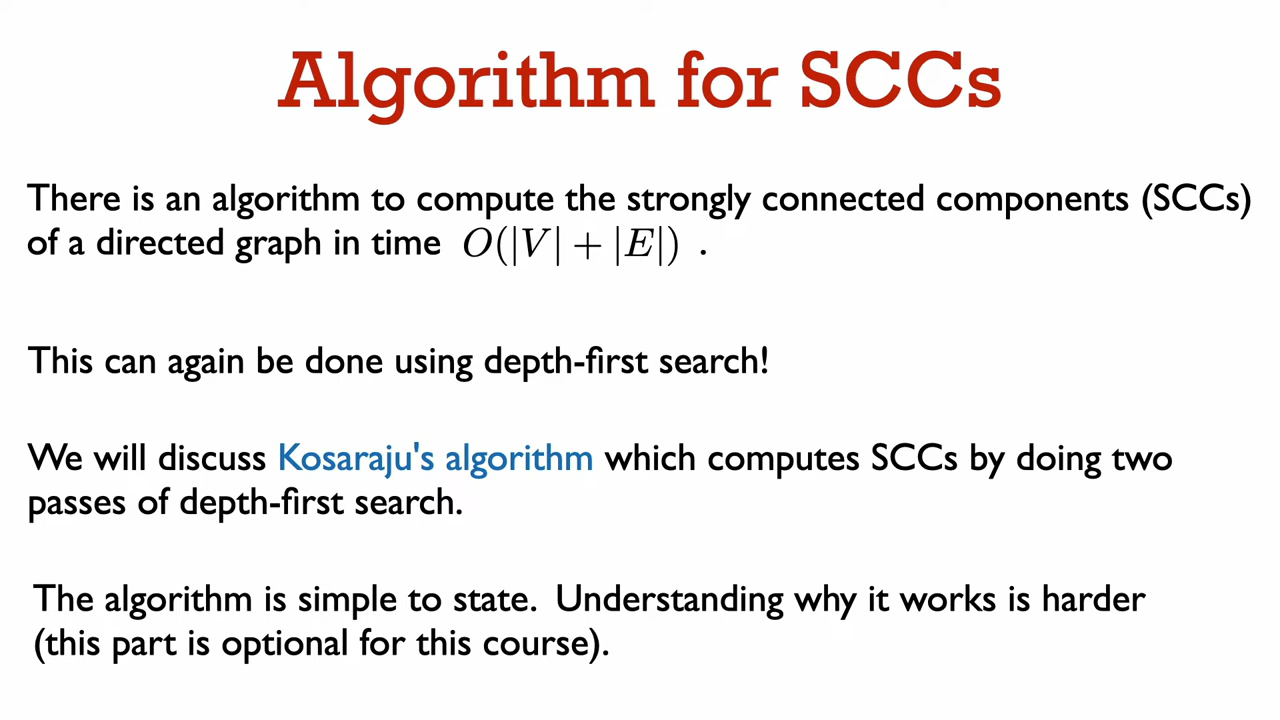 Algorithm for SCCs
There is an algorithm to compute the strongly connected components (SCCs)
of a directed graph in time O(|V| + |E|) .
This can again be done using depth-first search!
We will discuss Kosaraju's algorithm which computes SCCs by doing two
passes of depth-first search.
The algorithm is simple to state.  Understanding why it works is harder
(this part is optional for this course).